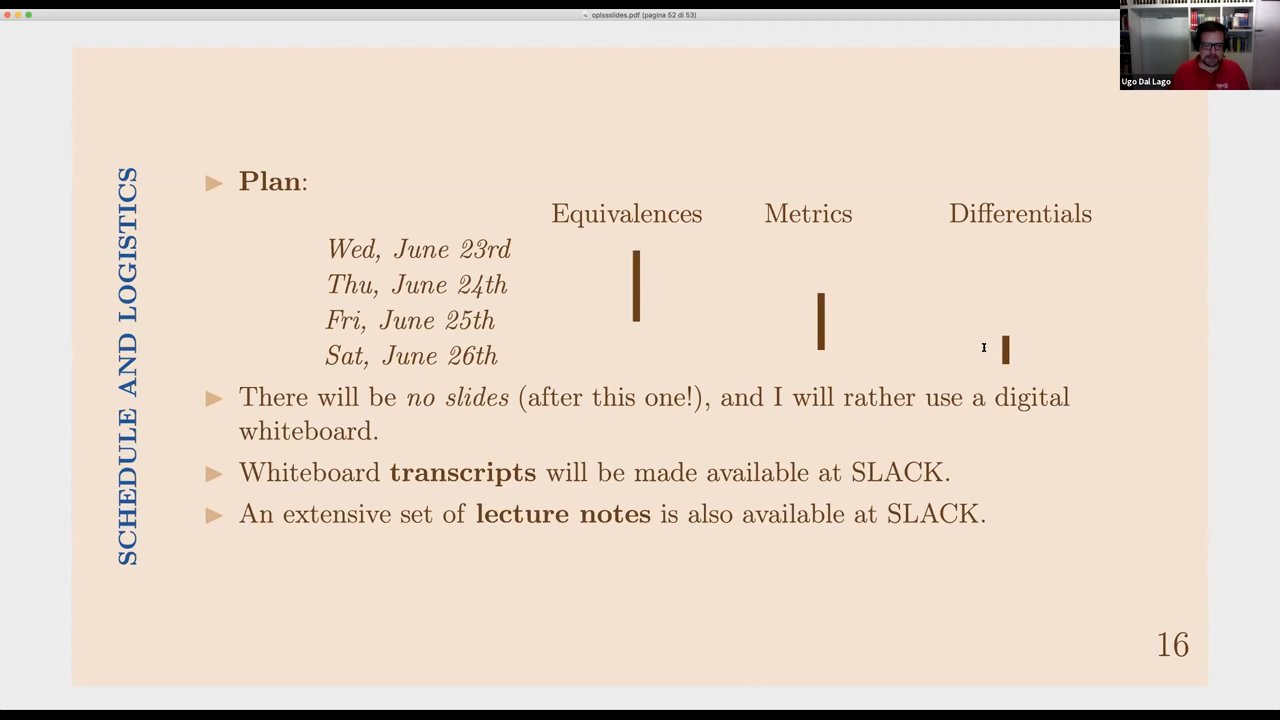 oplssslides.pdf (pagina 52 di 53)
Ugo Dal Lago
SCHEDULE AND LOGISTICS
Plan:
Equivalences Metrics Differentials
Wed, June 23rd
Thu, June 24th
Fri, June 25th
Sat, June 26th
There will be no slides (after this one!), and I will rather use a digital
whiteboard.
Whiteboard transcripts will be made available at SLACK.
An extensive set of lecture notes is also available at SLACK.
16